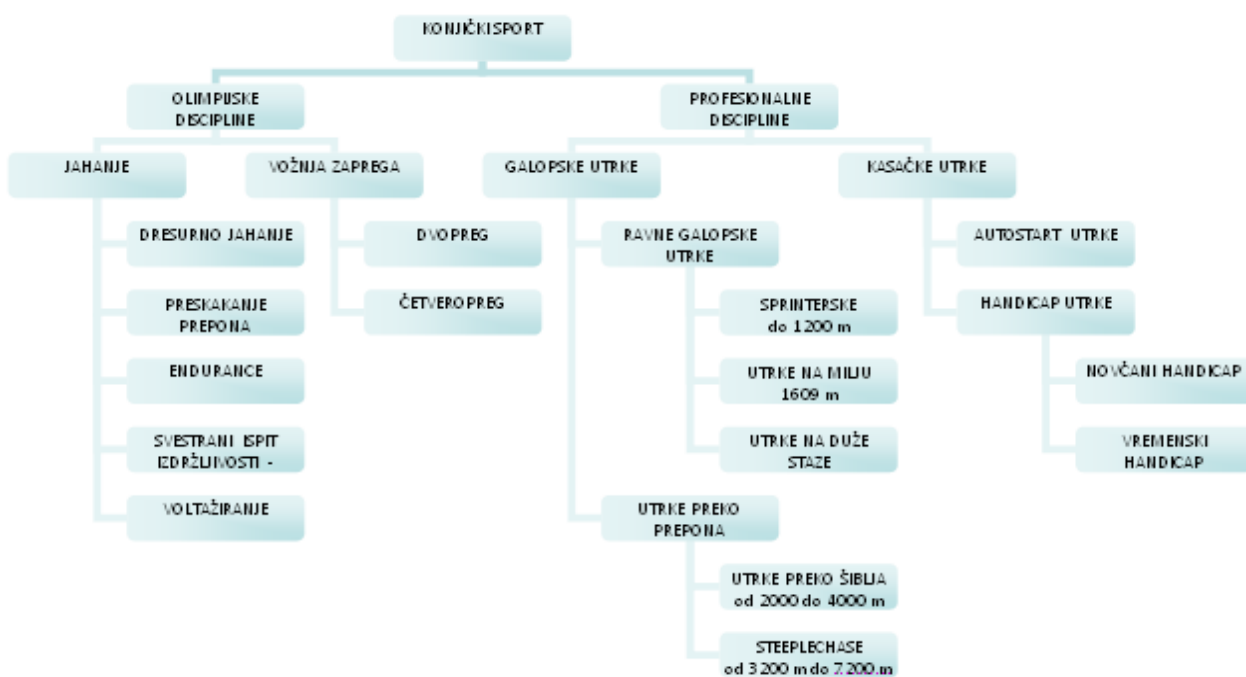 KONJIČKI SPORT
OLIMPIJSKE
DISCIPLINE
PROFESIONALNE
DISCIPLINE
JAHANJE
VOŽNJA ZAPREGA
GALOPSKE UTRKE
KASAČKE UTRKE
DRESURNO JAHANJE
DVOPREG
RAVNE GALOPSKE
UTRKE
AUTOSTART UTRKE
PRESKAKANJE
PREPONA
ČETVEROPREG
SPRINTERSKE
do 1200 m
HANDICAP UTRKE
ENDURANCE
UTRKE NA MILJU
1609 m
NOVČANI HANDICAP
SVESTRANI ISPIT
IZDRŽLJIVOSTI -
UTRKE NA DUŽE
STAZE
VREMENSKI
HANDICAP
VOLTAŽIRANJE
UTRKE PREKO
PREPONA
UTRKE PREKO ŠIBLJA
od 2000 do 4000 m
STEEPLECHASE
od 3200 m do 7.200.m